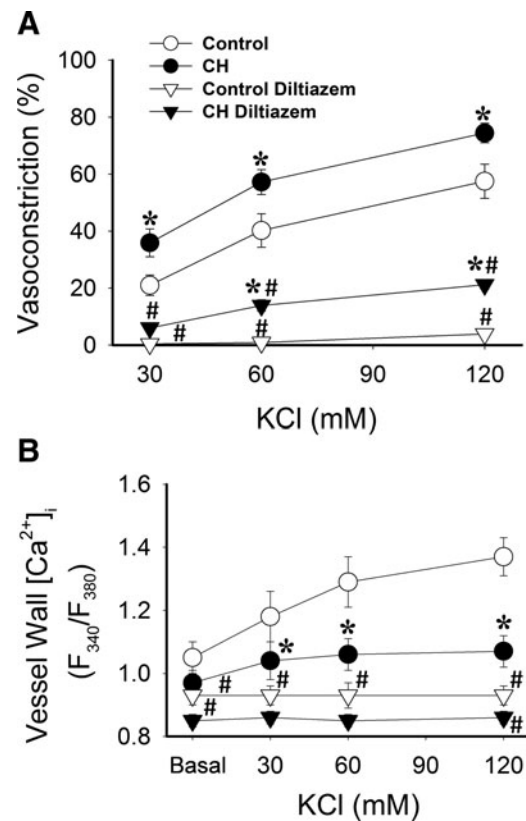 A
Control
CH
Control Diltiazem
CH Diltiazem
Vasoconstriction (%)
100
80
60
40
20
0
* * *
# * # * #
# # #
30 60 90 120
KCl (mM)
B
Vessel Wall [Ca²⁺]ᵢ
(F₃₄₀/F₃₈₀)
1.6
1.4
1.2
1.0
0.8
* * *
# # # #
# #
Basal 30 60 90 120
KCl (mM)